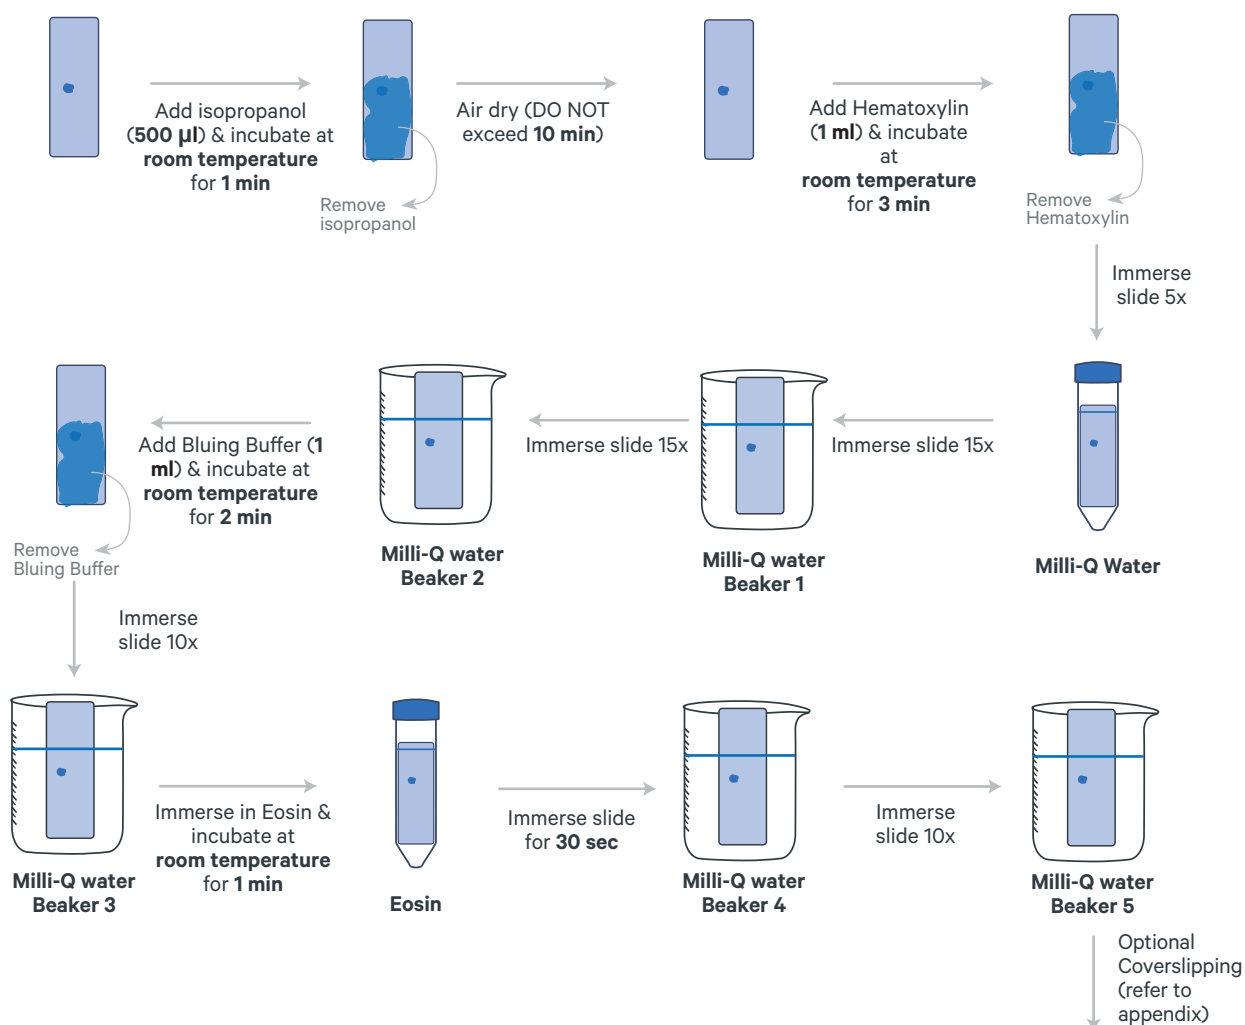 Add isopropanol
(500 µl) & incubate at
room temperature
for 1 min
Remove
isopropanol
Air dry (DO NOT
exceed 10 min)
Add Hematoxylin
(1 ml) & incubate
at
room temperature
for 3 min
Remove
Hematoxylin
Immerse
slide 5x
Milli-Q Water
Immerse slide 15x
Milli-Q water
Beaker 1
Immerse slide 15x
Milli-Q water
Beaker 2
Add Bluing Buffer (1
ml) & incubate at
room temperature
for 2 min
Remove
Bluing Buffer
Immerse
slide 10x
Milli-Q water
Beaker 3
Immerse in Eosin &
incubate at
room temperature
for 1 min
Eosin
Immerse slide
for 30 sec
Milli-Q water
Beaker 4
Immerse
slide 10x
Milli-Q water
Beaker 5
Optional
Coverslipping
(refer to
appendix)